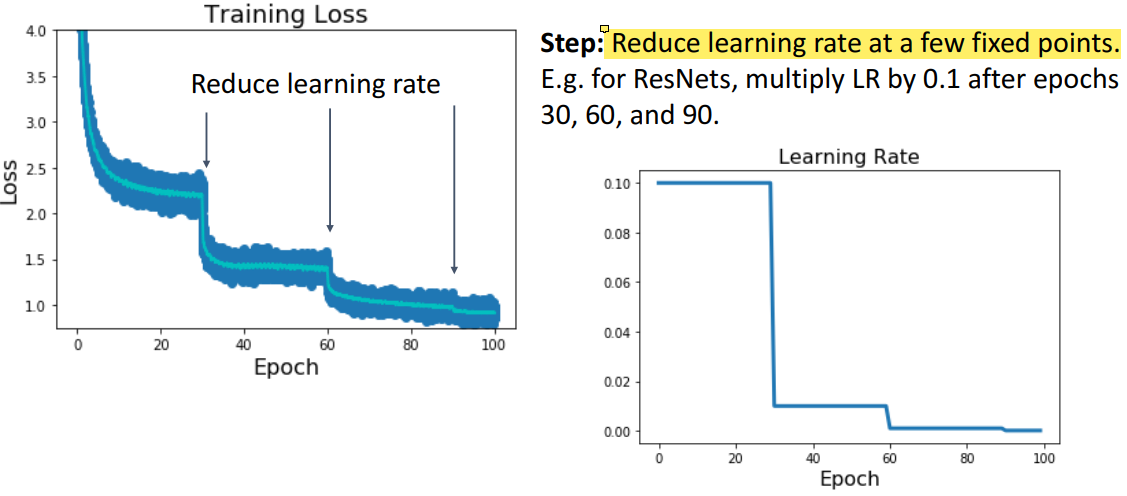 Training Loss
4.0
3.5
3.0
2.5
2.0
1.5
1.0
Loss
Reduce learning rate
0 20 40 60 80 100
Epoch
Step: Reduce learning rate at a few fixed points.
E.g. for ResNets, multiply LR by 0.1 after epochs
30, 60, and 90.
Learning Rate
0.10
0.08
0.06
0.04
0.02
0.00
0 20 40 60 80 100
Epoch